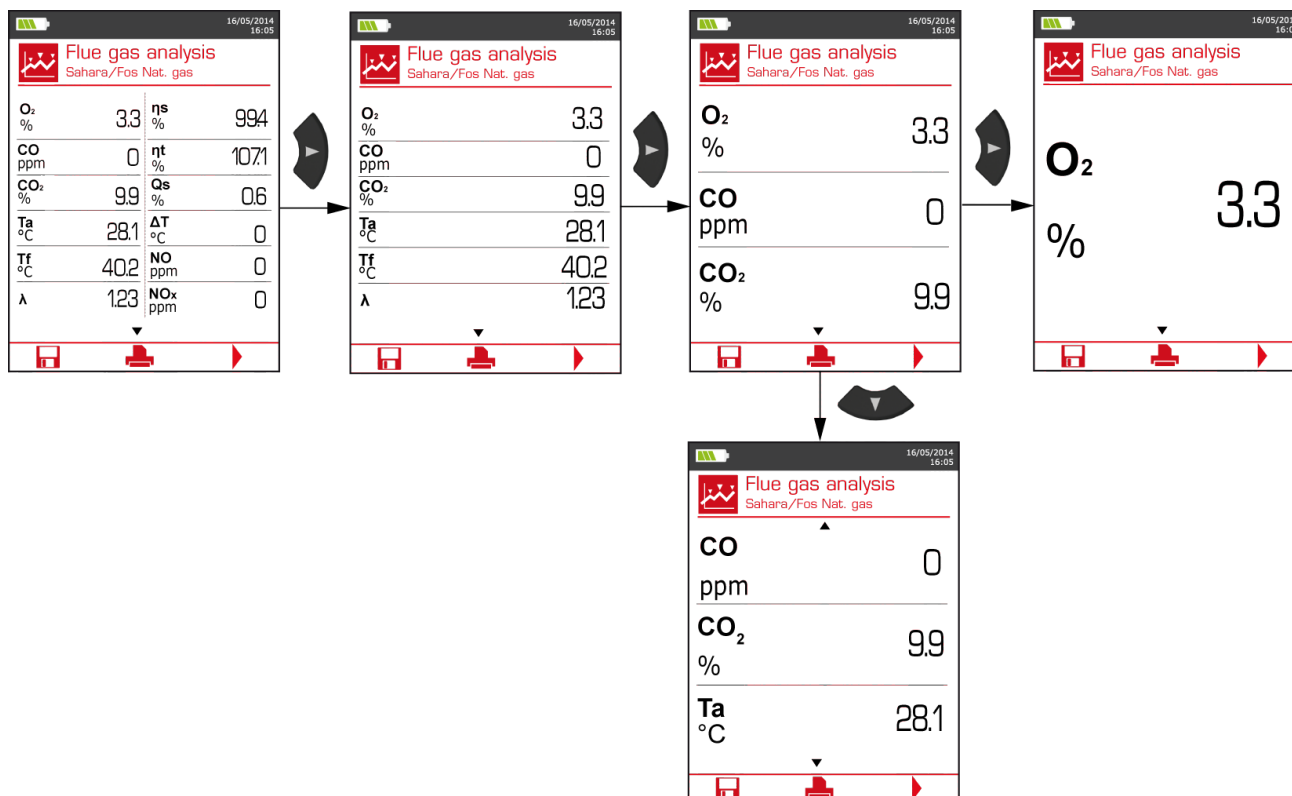 16/05/2014
16:05
Flue gas analysis
Sahara/Fos Nat. gas
O₂ % 3.3 ηs % 99.4
CO ppm 0 ηt % 107.1
CO₂ % 9.9 Qs % 0.6
Ta °C 28.1 ΔT °C 0
Tf °C 40.2 NO ppm 0
λ 1.23 NOx ppm 0
16/05/2014
16:05
Flue gas analysis
Sahara/Fos Nat. gas
O₂ % 3.3
CO ppm 0
CO₂ % 9.9
Ta °C 28.1
Tf °C 40.2
λ 1.23
16/05/2014
16:05
Flue gas analysis
Sahara/Fos Nat. gas
O₂ % 3.3
CO ppm 0
CO₂ % 9.9
16/05/201
16:0
Flue gas analysis
Sahara/Fos Nat. gas
O₂ % 3.3
16/05/2014
16:05
Flue gas analysis
Sahara/Fos Nat. gas
CO ppm 0
CO₂ % 9.9
Ta °C 28.1